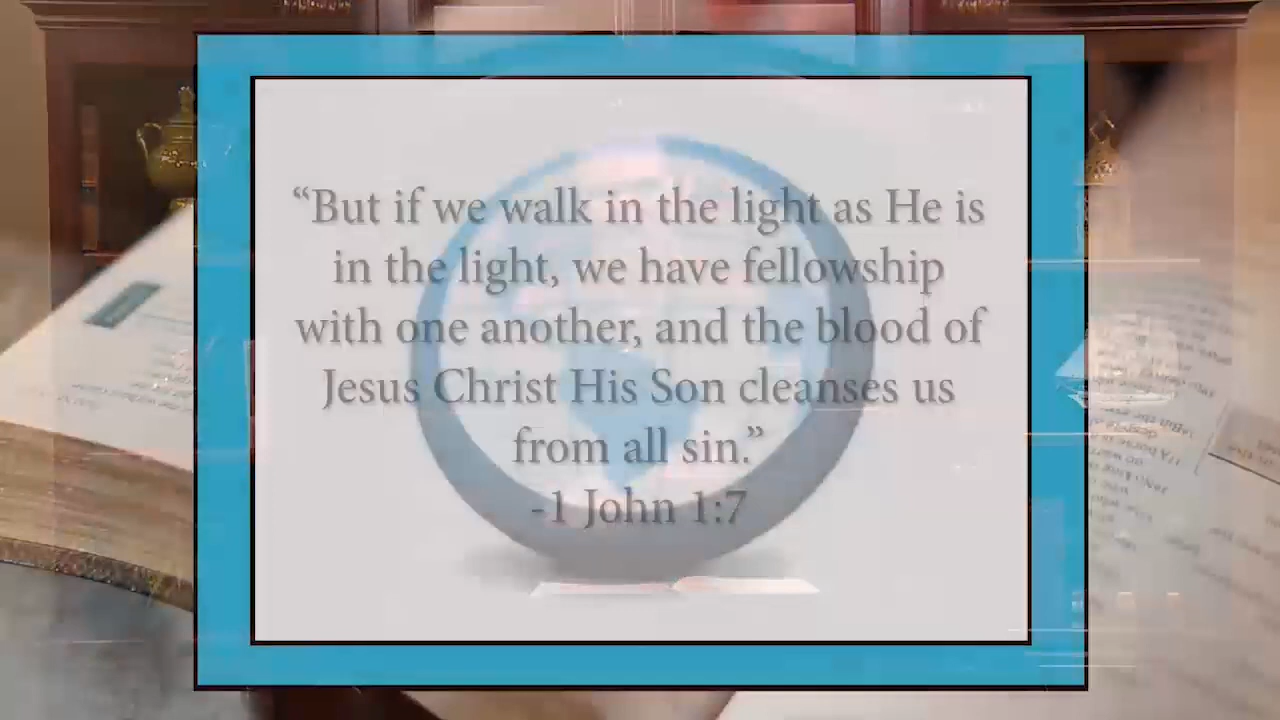 “But if we walk in the light as He is
in the light, we have fellowship
with one another, and the blood of
Jesus Christ His Son cleanses us
from all sin.”
-1 John 1:7